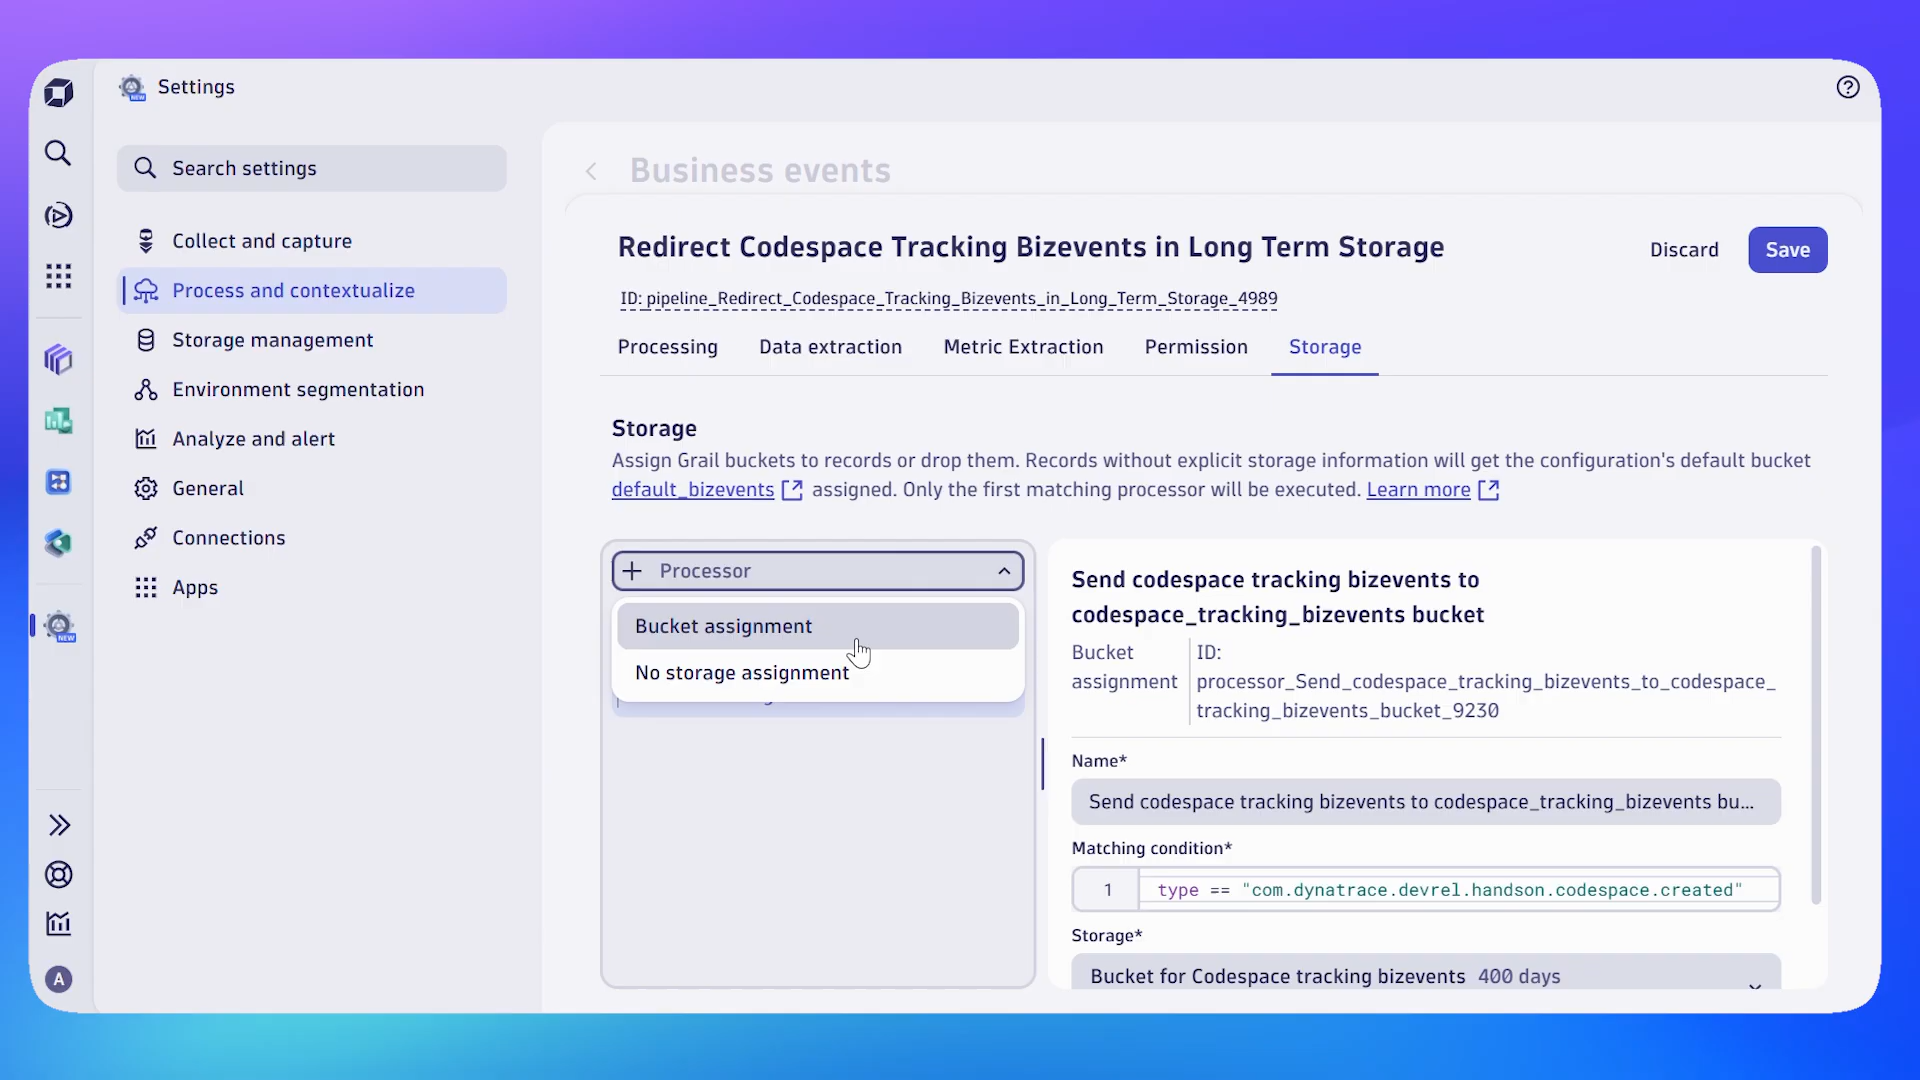 Settings
NEW
Search settings
Collect and capture
Process and contextualize
Storage management
Environment segmentation
Analyze and alert
General
Connections
Apps
NEW
A
Business events
Redirect Codespace Tracking Bizevents in Long Term Storage
Discard
Save
ID: pipeline_Redirect_Codespace_Tracking_Bizevents_in_Long_Term_Storage_4989
Processing
Data extraction
Metric Extraction
Permission
Storage
Storage
Assign Grail buckets to records or drop them. Records without explicit storage information will get the configuration's default bucket
default_bizevents assigned. Only the first matching processor will be executed. Learn more
Processor
Bucket assignment
No storage assignment
Send codespace tracking bizevents to
codespace_tracking_bizevents bucket
Bucket
assignment
ID:
processor_Send_codespace_tracking_bizevents_to_codespace_
tracking_bizevents_bucket_9230
Name*
Send codespace tracking bizevents to codespace_tracking_bizevents bu...
Matching condition*
1 type == "com.dynatrace.devrel.handson.codespace.created"
Storage*
Bucket for Codespace tracking bizevents 400 days